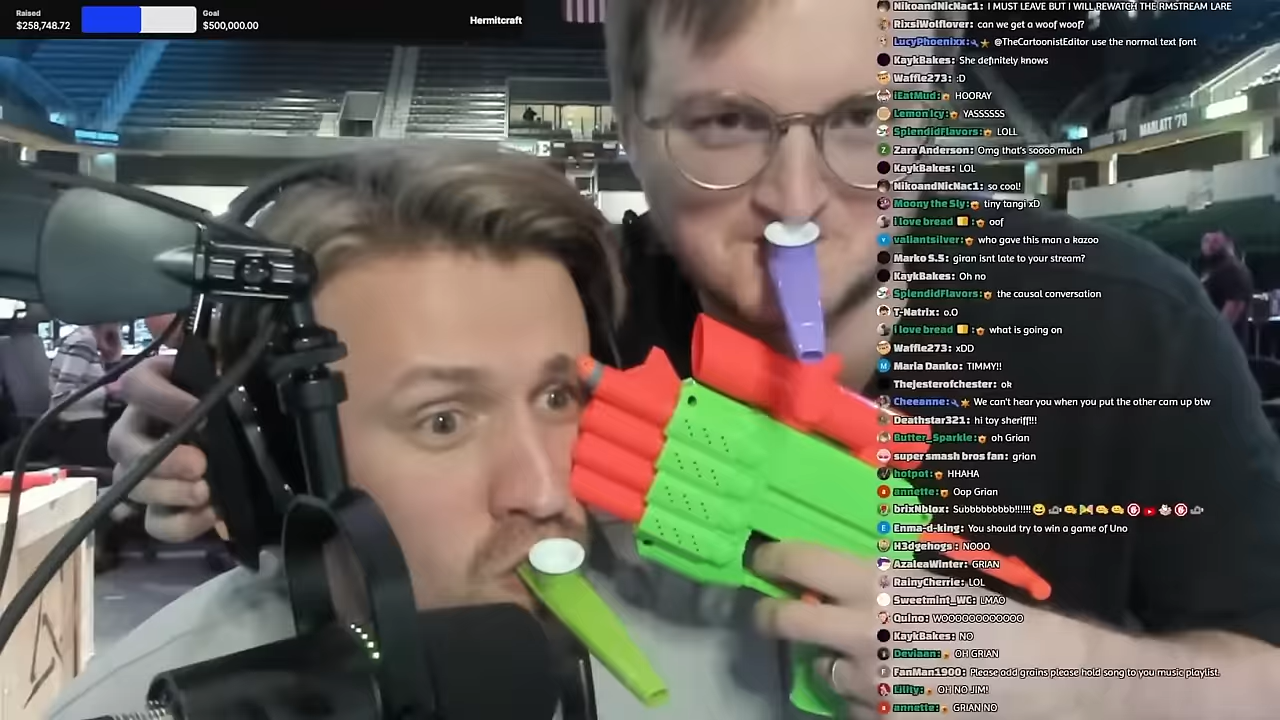 Raised
$258,748.72
Goal
$500,000.00
Hermitcraft
NikoandNicNac1: I MUST LEAVE BUT I WILL REWATCH THE RMSTREAM LARE
RixsiWolflover: can we get a woof woof?
LucyPhoenixx: @TheCartoonistEditor use the normal text font
KaykBakes: She definitely knows
Waffle273: :D
iEatMud: HOORAY
Lemon Icy: YASSSSSS
SplendidFlavors: LOLL
Zara Anderson: Omg that's soooo much
KaykBakes: LOL
NikoandNicNac1: so cool!
Moony the Sly: tiny tangi xD
i love bread: oof
valiantsilver: who gave this man a kazoo
Marko S.S: giron isnt late to your stream?
KaykBakes: Oh no
SplendidFlavors: the causal conversation
T-Natrix: o.O
i love bread: what is going on
Waffle273: xDD
Maria Danko: TIMMY!!
TheJesterofchester: ok
Cheeanne: We can't hear you when you put the other cam up btw
Deathstar321: hi toy sheriff!!!
Butter_Sparkle: oh Grian
super smash bros fan: grian
hotpot: HHAHA
annette: Oop Grian
brixNblox: Subbbbbbbbb!!!!!!
Enma-d-king: You should try to win a game of Uno
H3dgehogs: NOOO
AzaleaWinter: GRIAN
RainyCherrie: LOL
Sweetmint_WC: LMAO
Quino: WOOOOOOOOOOOO
KaykBakes: NO
Deviaan: OH GRIAN
FanMan1900: Please add grains please hold song to you music playlist.
Lillty: OH NO JIM!
annette: GRIAN NO
MARLATT '70